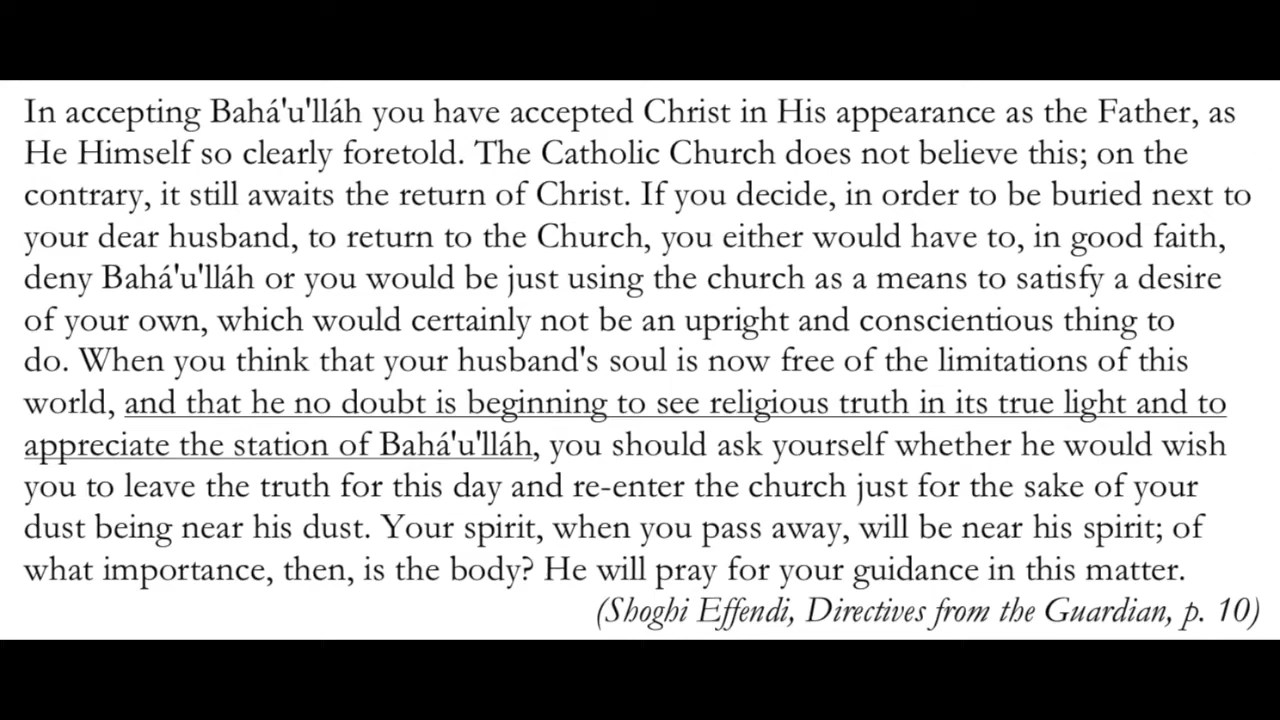 In accepting Bahá'u'lláh you have accepted Christ in His appearance as the Father, as
He Himself so clearly foretold. The Catholic Church does not believe this; on the
contrary, it still awaits the return of Christ. If you decide, in order to be buried next to
your dear husband, to return to the Church, you either would have to, in good faith,
deny Bahá'u'lláh or you would be just using the church as a means to satisfy a desire
of your own, which would certainly not be an upright and conscientious thing to
do. When you think that your husband's soul is now free of the limitations of this
world, and that he no doubt is beginning to see religious truth in its true light and to
appreciate the station of Bahá'u'lláh, you should ask yourself whether he would wish
you to leave the truth for this day and re-enter the church just for the sake of your
dust being near his dust. Your spirit, when you pass away, will be near his spirit; of
what importance, then, is the body? He will pray for your guidance in this matter.
(Shoghi Effendi, Directives from the Guardian, p. 10)